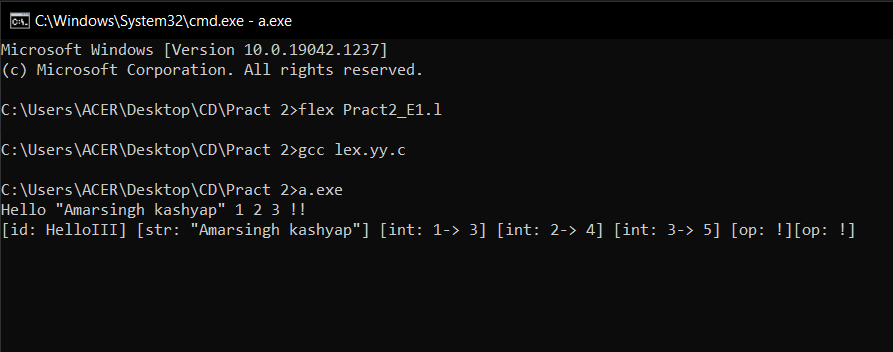 C:\Windows\System32\cmd.exe - a.exe
Microsoft Windows [Version 10.0.19042.1237]
(c) Microsoft Corporation. All rights reserved.
C:\Users\ACER\Desktop\CD\Pract 2>flex Pract2_E1.l
C:\Users\ACER\Desktop\CD\Pract 2>gcc lex.yy.c
C:\Users\ACER\Desktop\CD\Pract 2>a.exe
Hello "Amarsingh kashyap" 1 2 3 !!
[id: HelloIII] [str: "Amarsingh kashyap"] [int: 1-> 3] [int: 2-> 4] [int: 3-> 5] [op: !][op: !]